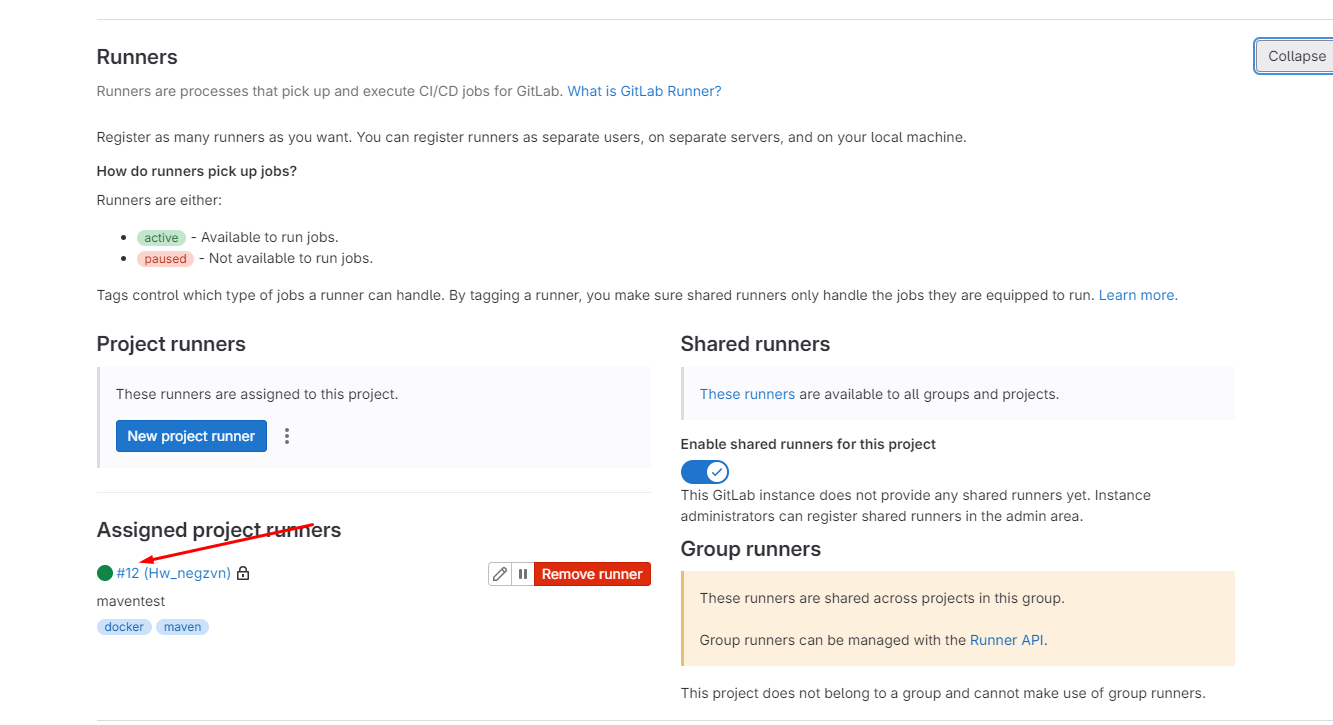 Runners
Collapse
Runners are processes that pick up and execute CI/CD jobs for GitLab. What is GitLab Runner?
Register as many runners as you want. You can register runners as separate users, on separate servers, and on your local machine.
How do runners pick up jobs?
Runners are either:
active - Available to run jobs.
paused - Not available to run jobs.
Tags control which type of jobs a runner can handle. By tagging a runner, you make sure shared runners only handle the jobs they are equipped to run. Learn more.
Project runners
These runners are assigned to this project.
New project runner
Assigned project runners
#12 (Hw_negzvn)
Remove runner
maventest
docker maven
Shared runners
These runners are available to all groups and projects.
Enable shared runners for this project
This GitLab instance does not provide any shared runners yet. Instance
administrators can register shared runners in the admin area.
Group runners
These runners are shared across projects in this group.
Group runners can be managed with the Runner API.
This project does not belong to a group and cannot make use of group runners.